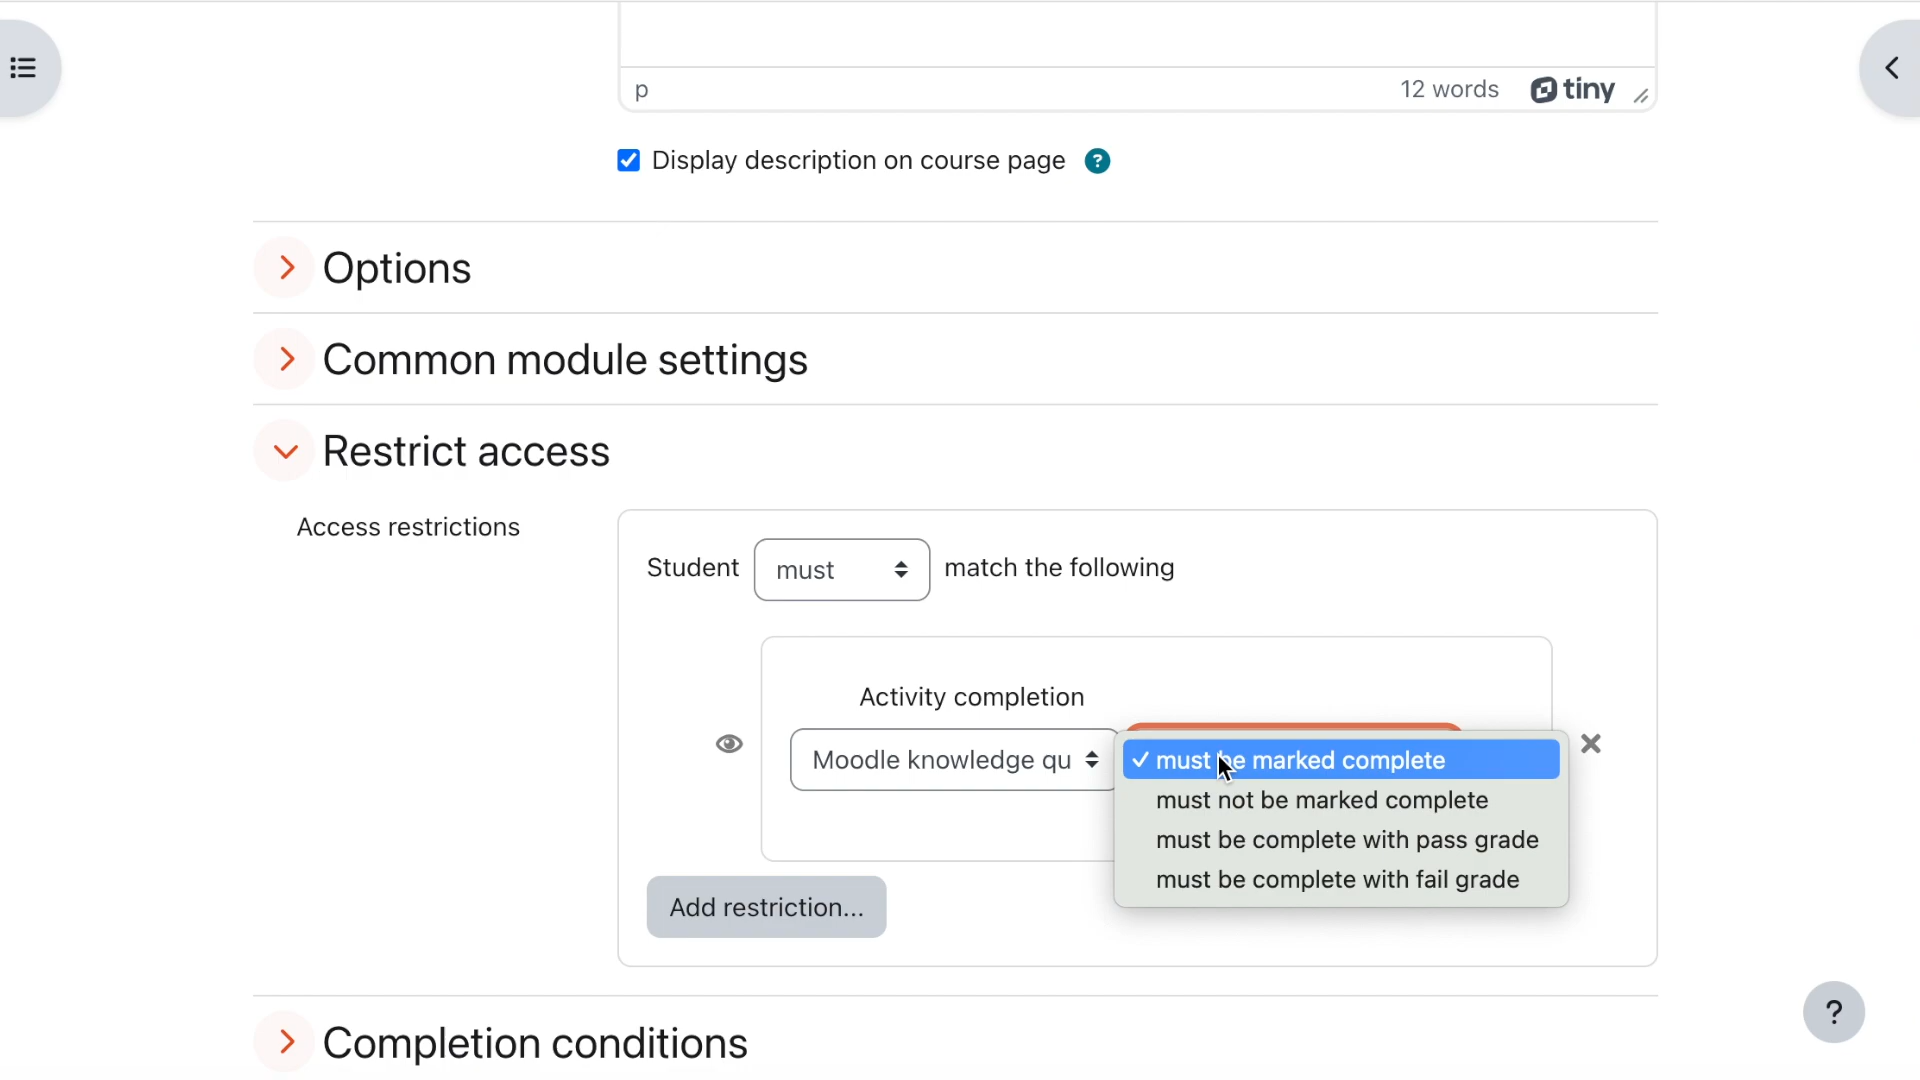 p
12 words
tiny
Display description on course page
?
Options
Common module settings
Restrict access
Access restrictions
Student must match the following
Activity completion
Moodle knowledge qu
must be marked complete
must not be marked complete
must be complete with pass grade
must be complete with fail grade
Add restriction...
Completion conditions
?